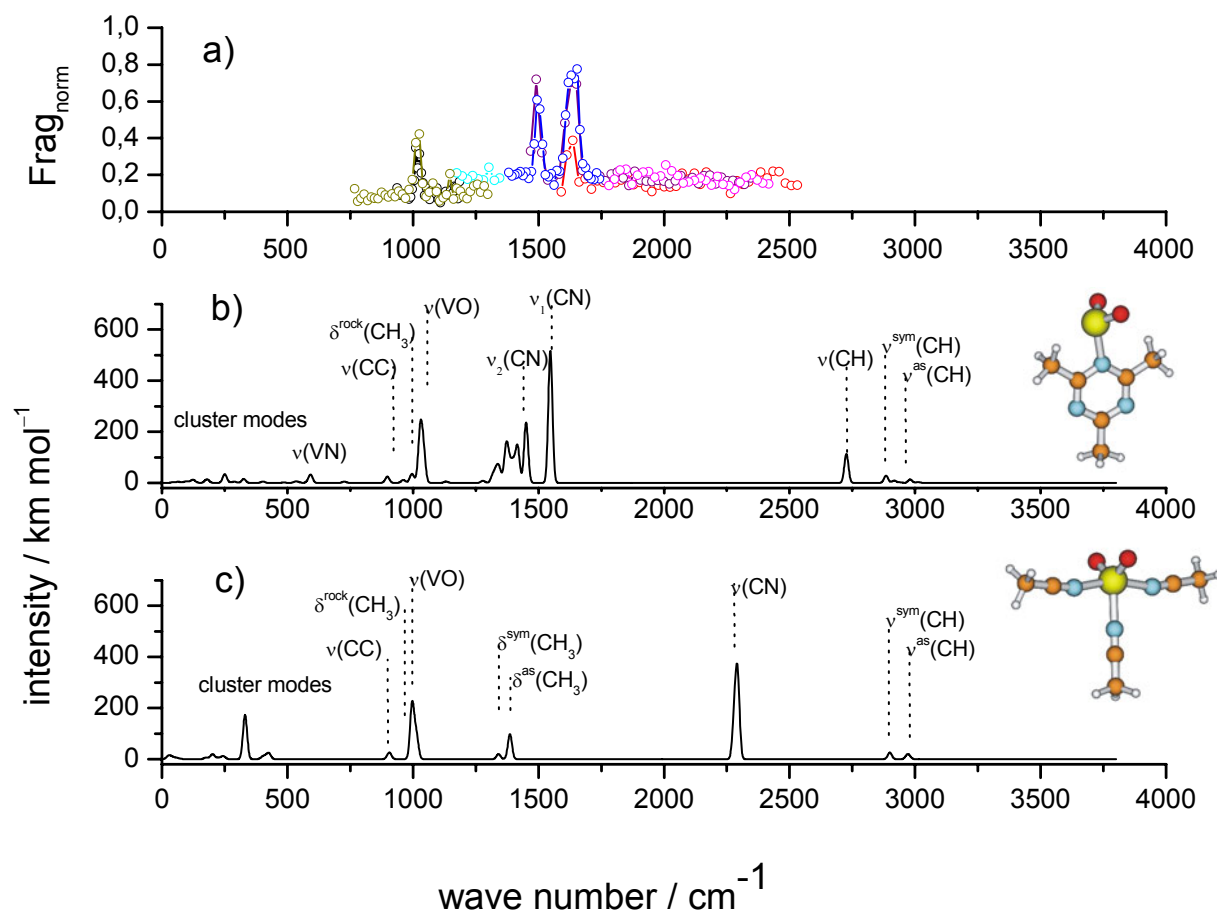 a)
1,0
0,8
0,6
0,4
0,2
0,0
Frag_norm
0 500 1000 1500 2000 2500 3000 3500 4000
b)
600
400
200
0
cluster modes
ν(VN)
ν(CC)
δ^rock(CH₃)
ν(VO)
ν₂(CN)
ν₁(CN)
ν(CH)
ν^sym(CH)
ν^as(CH)
0 500 1000 1500 2000 2500 3000 3500 4000
c)
600
400
200
0
cluster modes
ν(CC)
δ^rock(CH₃)
ν(VO)
δ^sym(CH₃)
δ^as(CH₃)
ν(CN)
ν^sym(CH)
ν^as(CH)
0 500 1000 1500 2000 2500 3000 3500 4000
intensity / km mol⁻¹
wave number / cm⁻¹